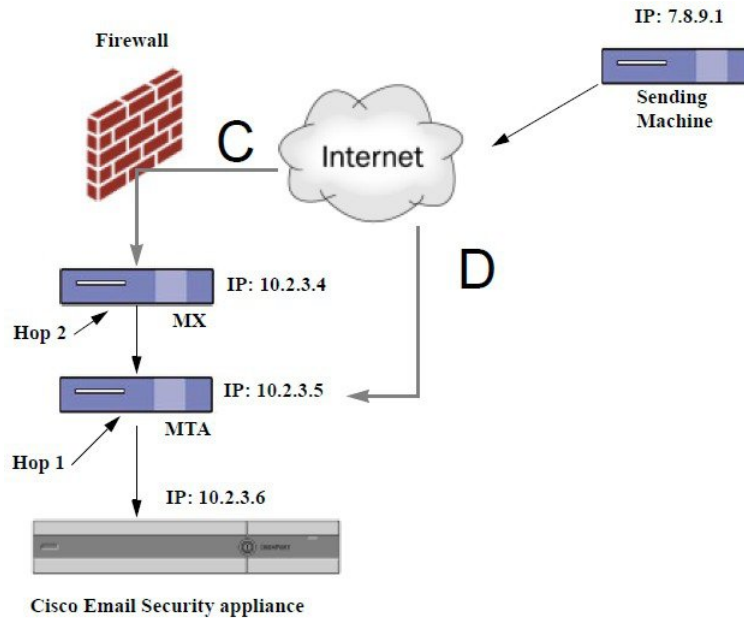 IP: 7.8.9.1
Firewall
Sending
Machine
C
Internet
D
IP: 10.2.3.4
MX
Hop 2
IP: 10.2.3.5
MTA
Hop 1
IP: 10.2.3.6
IRONPORT
Cisco Email Security appliance